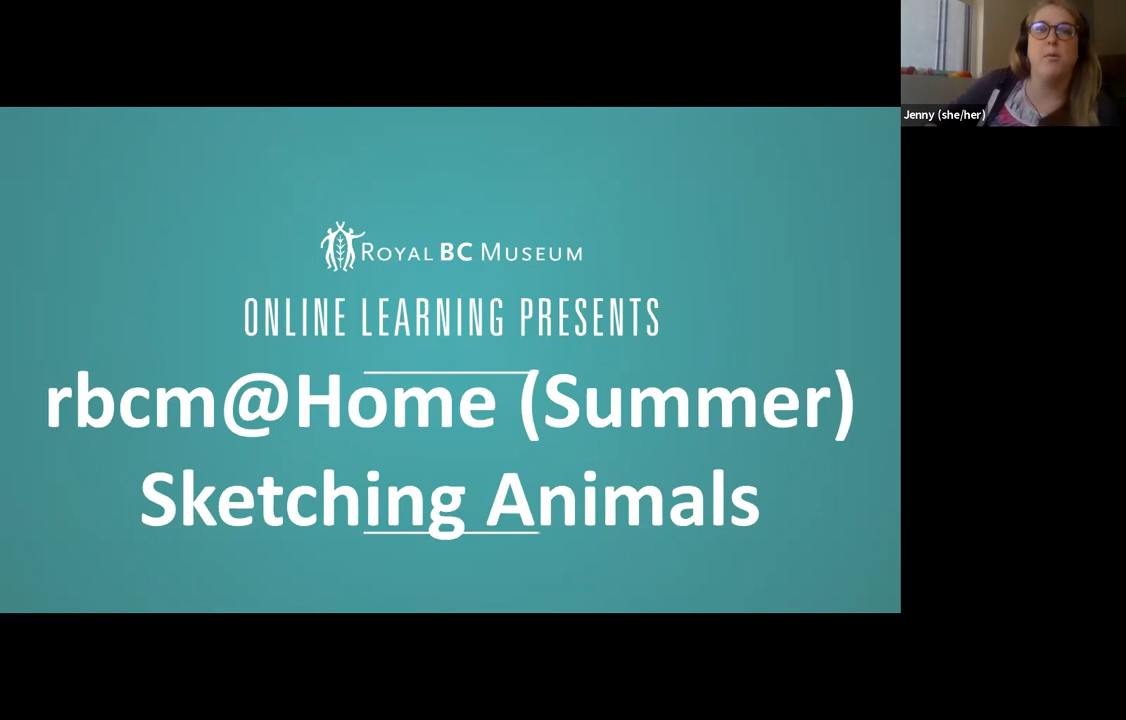 Jenny (she/her)
ROYAL BC MUSEUM
ONLINE LEARNING PRESENTS
rbcm@Home (Summer)
Sketching Animals